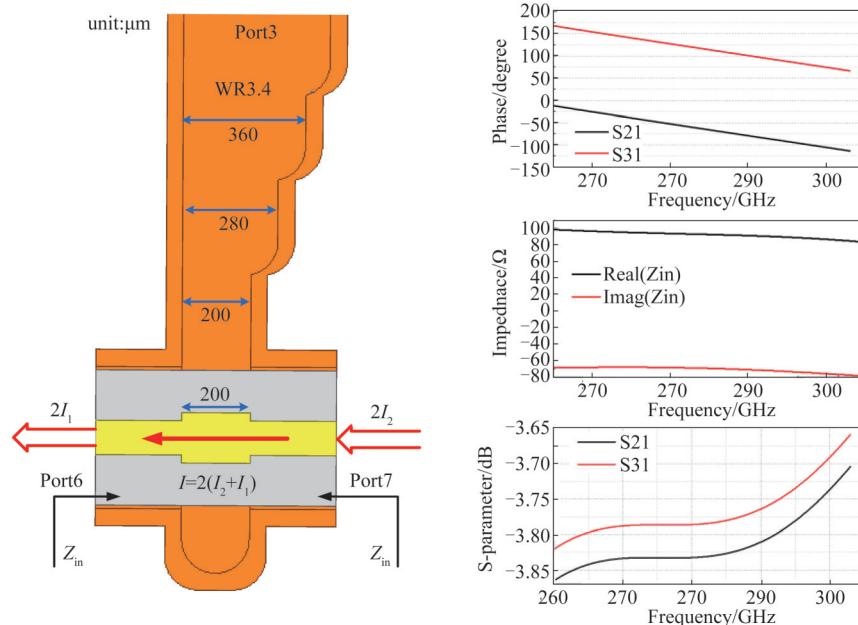 unit:μm
Port3
WR3.4
360
280
200
200
2I1
2I2
I=2(I2+I1)
Port6
Port7
Zin
Zin
200
150
100
50
0
−50
−100
−150
Phase/degree
S21
S31
270
270
290
300
Frequency/GHz
100
80
60
40
20
0
−20
−40
−60
−80
Impednace/Ω
Real(Zin)
Imag(Zin)
270
270
290
300
Frequency/GHz
−3.65
−3.70
−3.75
−3.80
−3.85
S-parameter/dB
S21
S31
260
270
270
290
300
Frequency/GHz